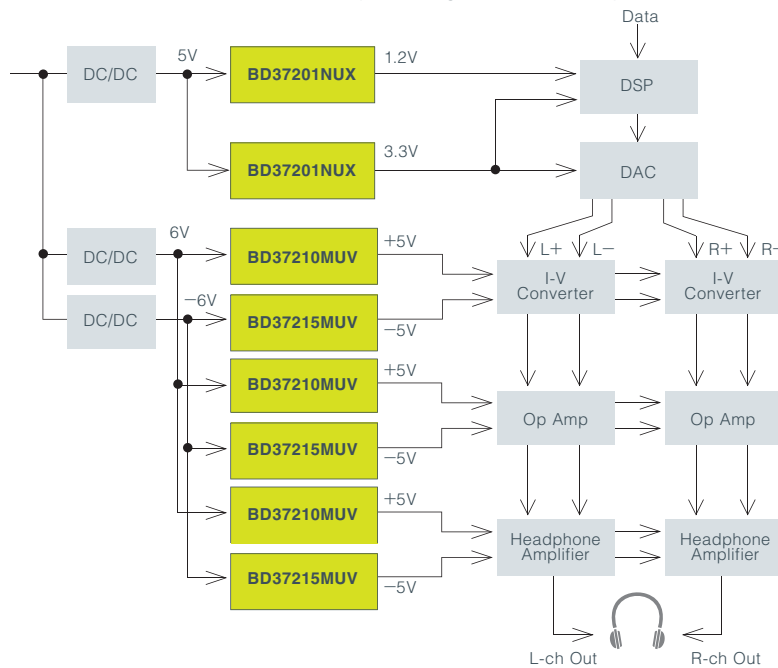 Data
5V
1.2V
DC/DC
BD37201NUX
DSP
3.3V
BD37201NUX
DAC
6V
+5V
L+
L−
R+
R−
DC/DC
BD37210MUV
I-V
Converter
I-V
Converter
−6V
DC/DC
BD37215MUV
−5V
+5V
BD37210MUV
Op Amp
Op Amp
BD37215MUV
−5V
+5V
BD37210MUV
Headphone
Amplifier
Headphone
Amplifier
BD37215MUV
−5V
L-ch Out
R-ch Out